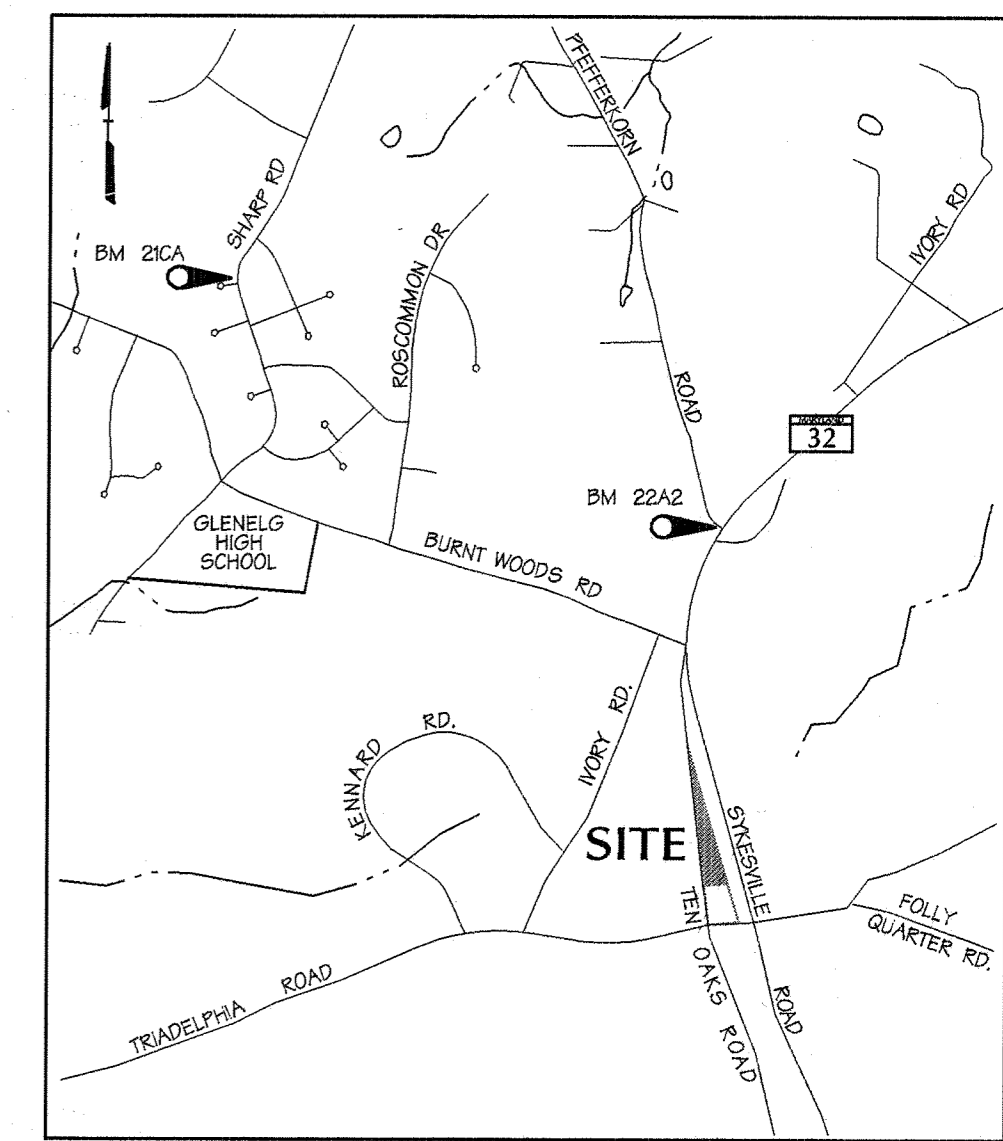 PFEFFERKORN
ROAD
SHARP RD
BM 21CA
ROSCOMMON DR
IVORY RD
MARYLAND
32
BM 22A2
GLENELG
HIGH
SCHOOL
BURNT WOODS RD
KENNARD RD.
IVORY RD.
SITE
SYKESVILLE
ROAD
TEN OAKS ROAD
FOLLY
QUARTER RD.
TRIADELPHIA ROAD